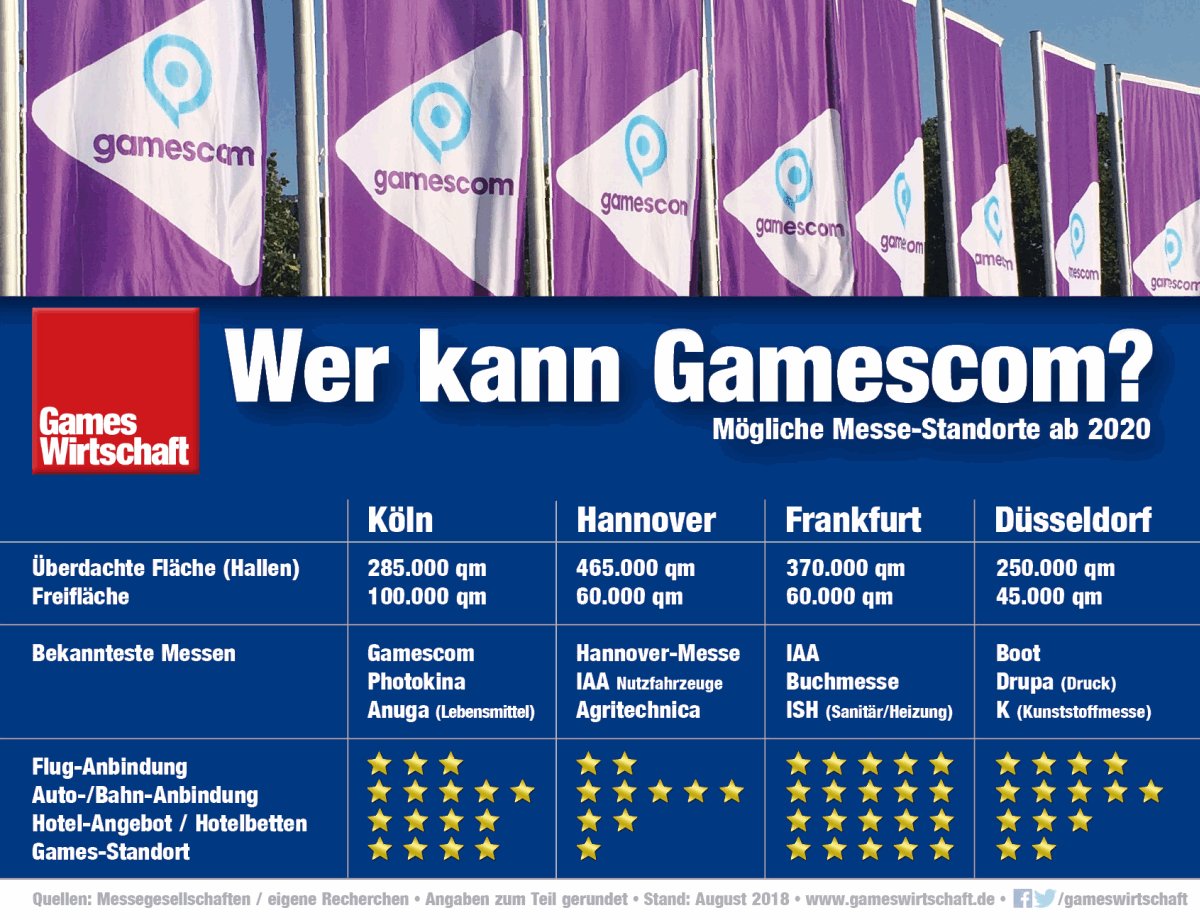 gamescom
gamescom
gamescom
gamescom
gamescom
gamescom
gamescom
gamescom
Games
Wirtschaft
Wer kann Gamescom?
Mögliche Messe-Standorte ab 2020
Köln Hannover Frankfurt Düsseldorf
Überdachte Fläche (Hallen) 285.000 qm 465.000 qm 370.000 qm 250.000 qm
Freifläche 100.000 qm 60.000 qm 60.000 qm 45.000 qm
Bekannteste Messen Gamescom Hannover-Messe IAA Boot
Photokina IAA Nutzfahrzeuge Buchmesse Drupa (Druck)
Anuga (Lebensmittel) Agritechnica ISH (Sanitär/Heizung) K (Kunststoffmesse)
Flug-Anbindung
Auto-/Bahn-Anbindung
Hotel-Angebot / Hotelbetten
Games-Standort
Quellen: Messegesellschaften / eigene Recherchen • Angaben zum Teil gerundet • Stand: August 2018 • www.gameswirtschaft.de • /gameswirtschaft